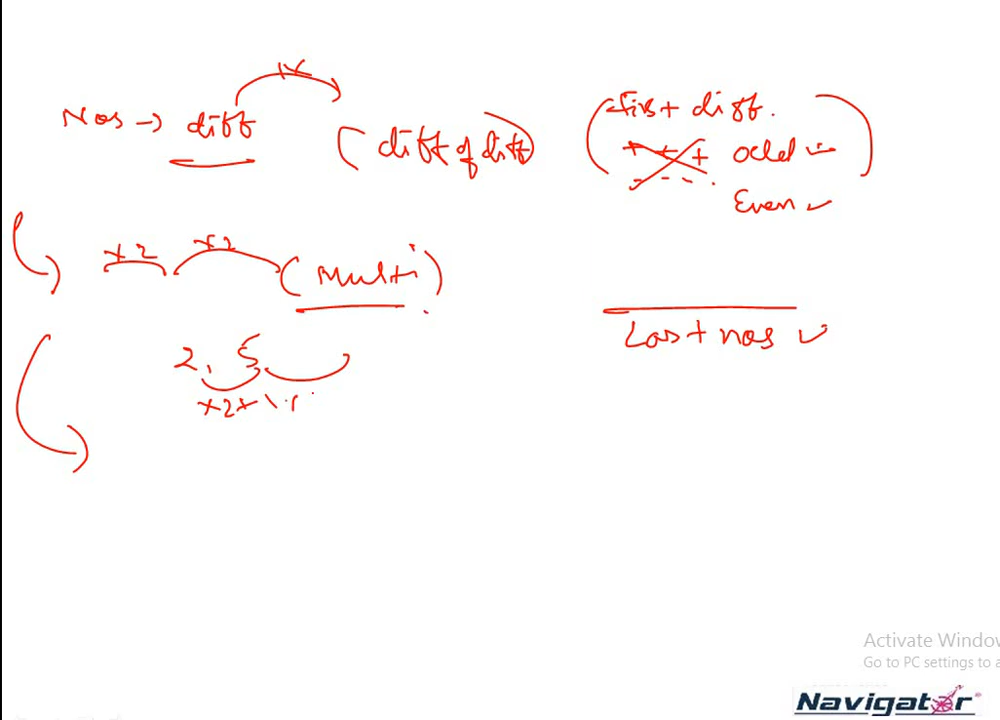 Nos → diff
(diff of diff)
(first diff.
+ + + odd ✓
- - - .
Even ✓
×2 ×2 (Multi)
Last nos ✓
2, 5
×2+1
Activate Window
Go to PC settings to a
Navigator